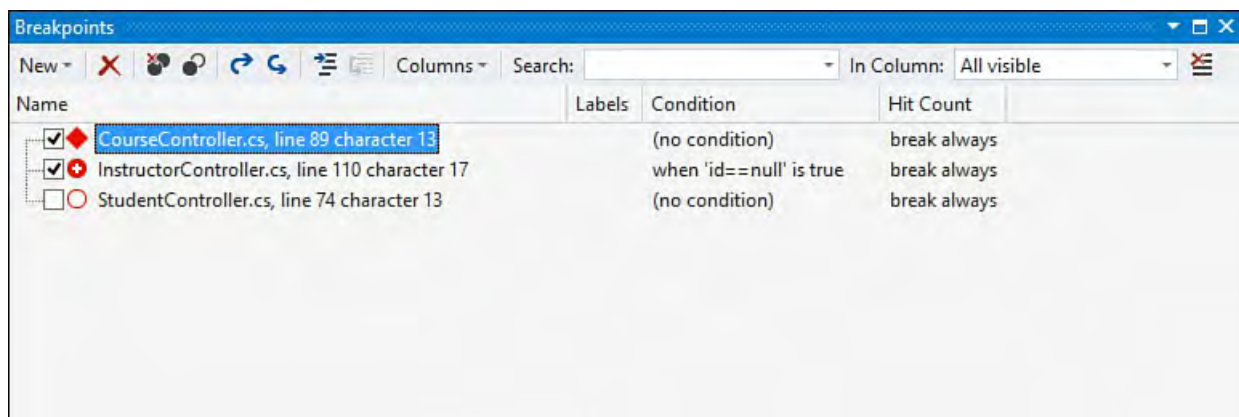 Breakpoints
New Columns Search: In Column: All visible
Name Labels Condition Hit Count
CourseController.cs, line 89 character 13 (no condition) break always
InstructorController.cs, line 110 character 17 when 'id==null' is true break always
StudentController.cs, line 74 character 13 (no condition) break always